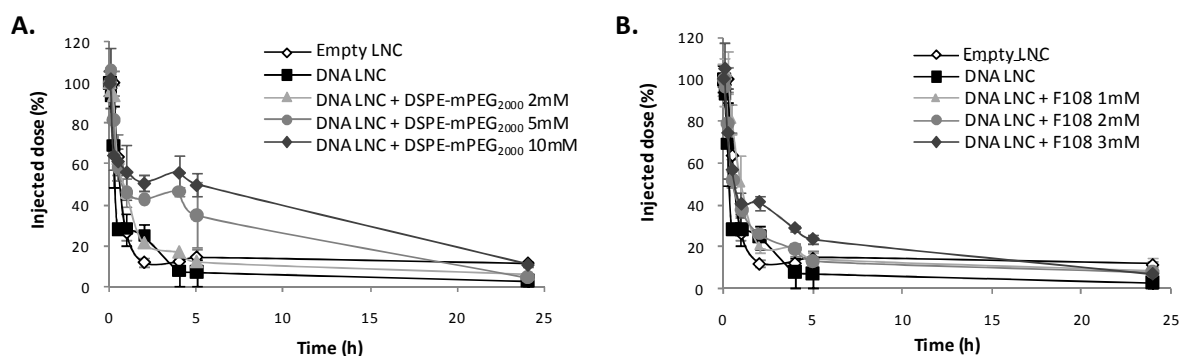 A.
Injected dose (%)
120
100
80
60
40
20
0
0
5
10
15
20
25
Time (h)
Empty LNC
DNA LNC
DNA LNC + DSPE-mPEG2000 2mM
DNA LNC + DSPE-mPEG2000 5mM
DNA LNC + DSPE-mPEG2000 10mM
B.
Injected dose (%)
120
100
80
60
40
20
0
0
5
10
15
20
25
Time (h)
Empty LNC
DNA LNC
DNA LNC + F108 1mM
DNA LNC + F108 2mM
DNA LNC + F108 3mM